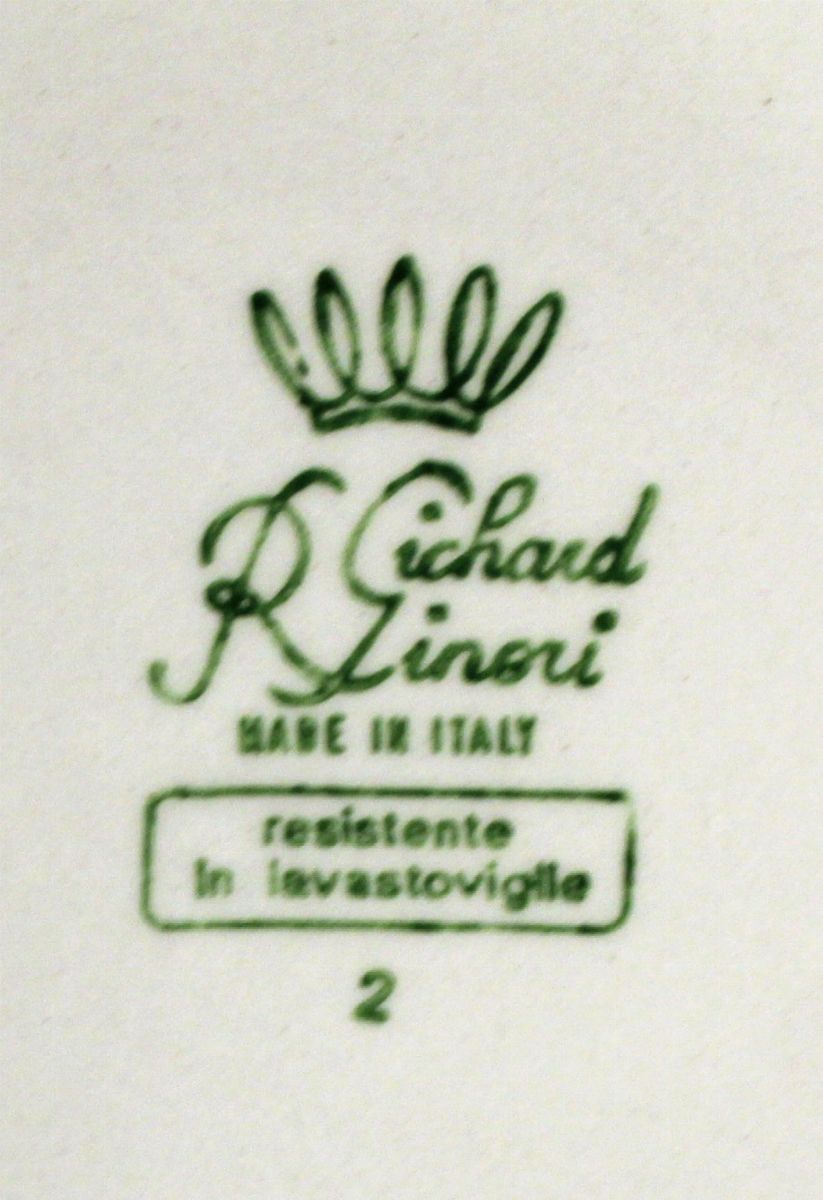 Richard
Ginori
MADE IN ITALY
resistente
in lavastoviglie
2